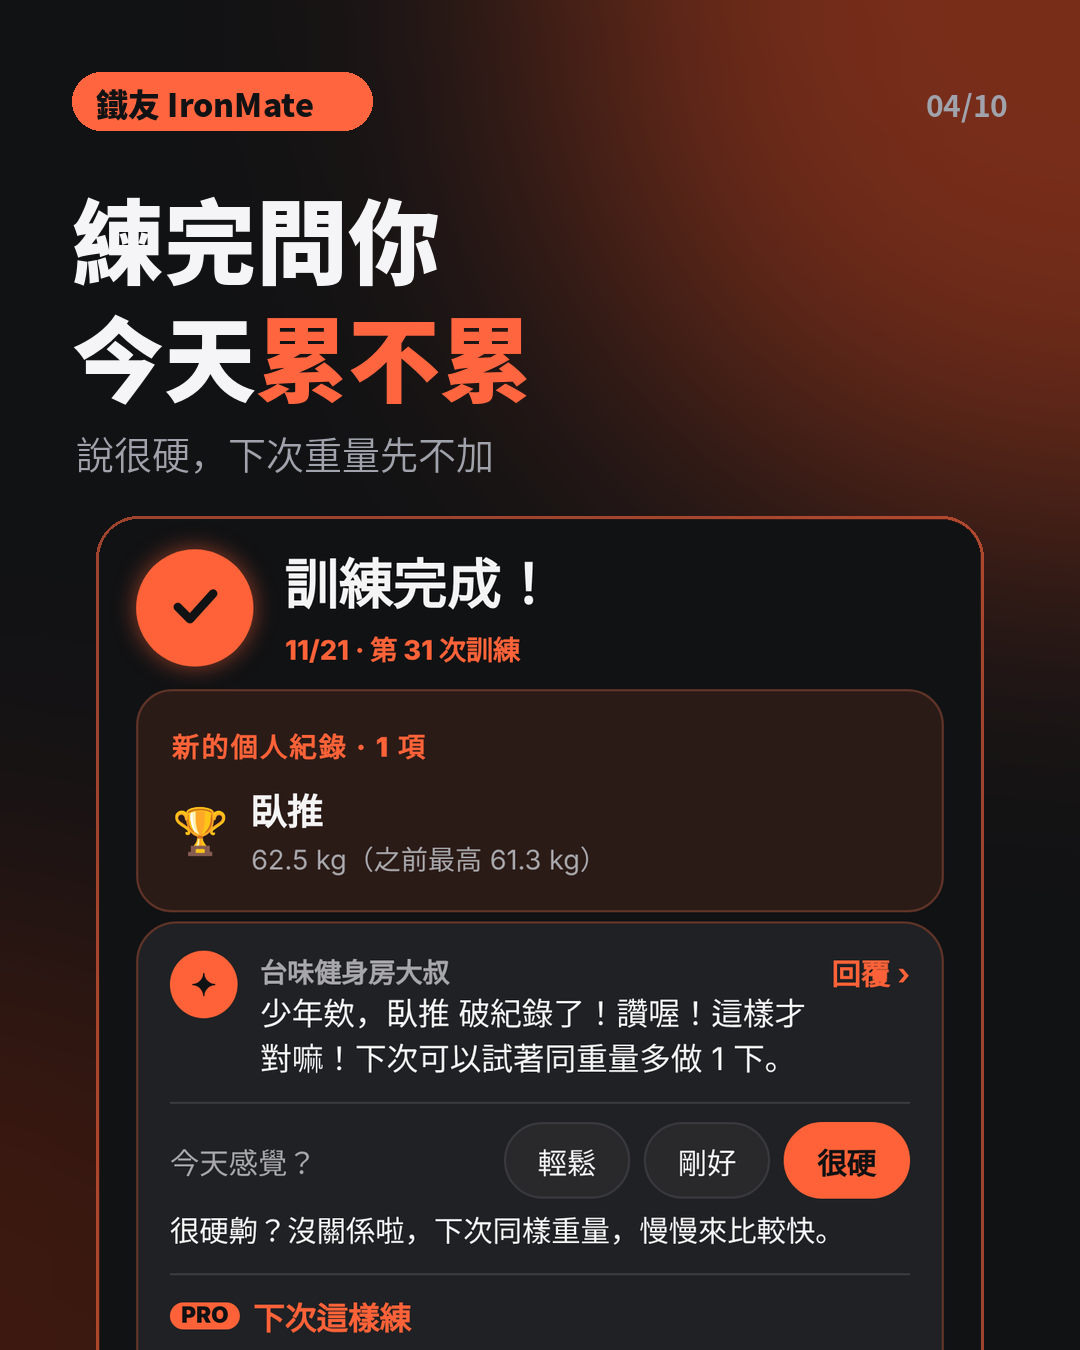 鐵友 IronMate
04/10
練完問你
今天累不累
說很硬，下次重量先不加
訓練完成！
11/21 · 第 31 次訓練
新的個人紀錄 · 1 項
臥推
62.5 kg（之前最高 61.3 kg）
台味健身房大叔
回覆 ›
少年欸，臥推 破紀錄了！讚喔！這樣才
對嘛！下次可以試著同重量多做 1 下。
今天感覺？
輕鬆
剛好
很硬
很硬齁？沒關係啦，下次同樣重量，慢慢來比較快。
PRO 下次這樣練